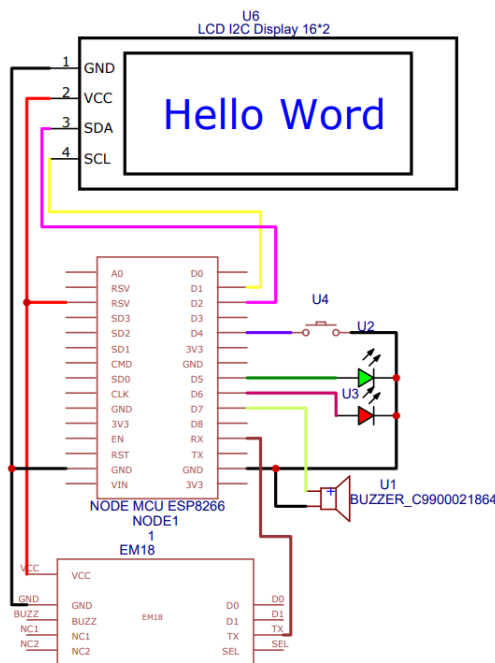 U6
LCD I2C Display 16*2
1 GND
2 VCC
3 SDA
4 SCL
Hello Word
A0 D0
RSV D1
RSV D2
SD3 D3
SD2 D4
SD1 3V3
CMD GND
SD0 D5
CLK D6
GND D7
3V3 D8
EN RX
RST TX
GND GND
VIN 3V3
U4
U2
U3
U1
BUZZER_C9900021864
NODE MCU ESP8266
NODE1
1
EM18
VCC VCC
GND GND D0 D0
BUZZ BUZZ D1 D1
NC1 NC1 TX TX
NC2 NC2 SEL SEL
EM18